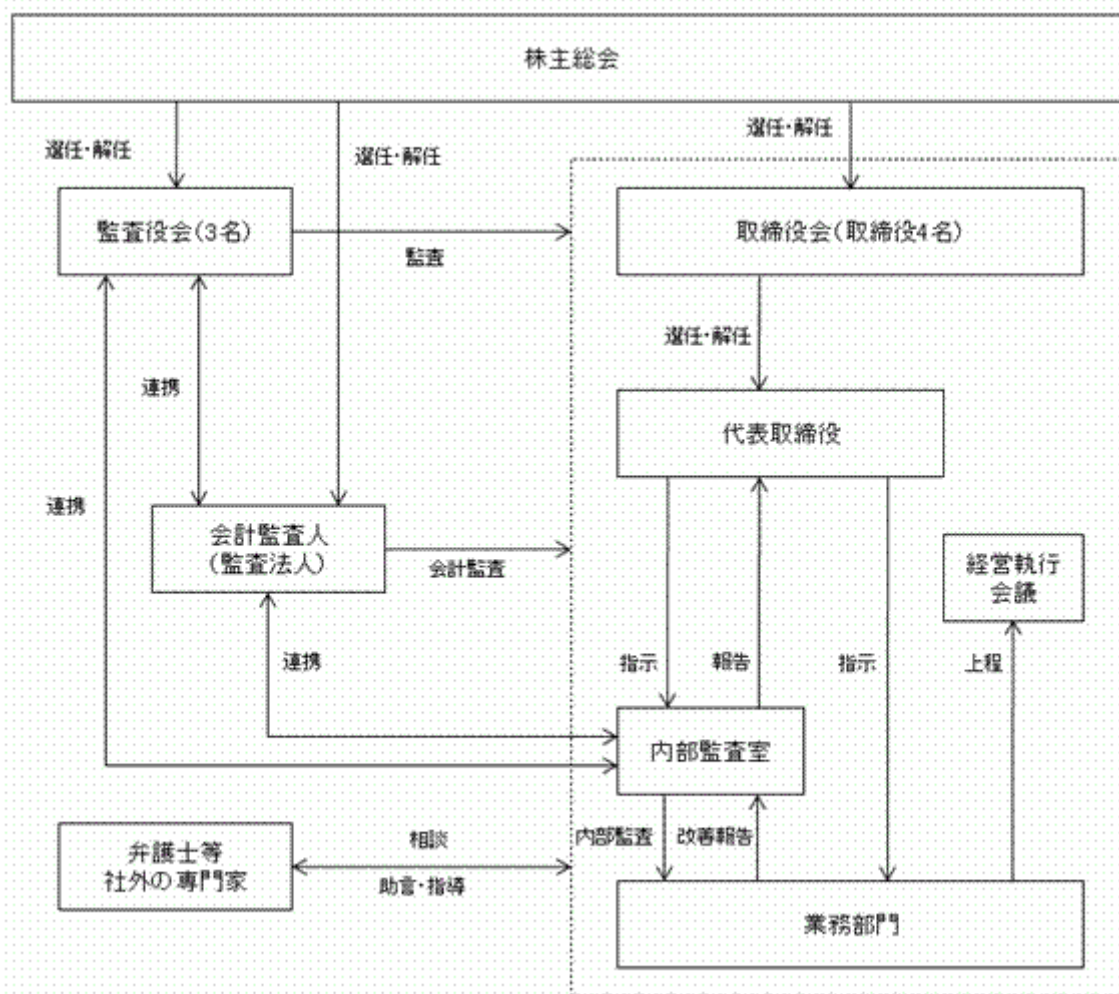 株主総会
選任・解任
選任・解任
選任・解任
監査役会(3名)
取締役会(取締役4名)
監査
選任・解任
連携
代表取締役
連携
会計監査人
(監査法人)
会計監査
経営執行
会議
連携
指示
報告
指示
上程
内部監査室
弁護士等
社外の専門家
相談
助言・指導
内部監査
改善報告
業務部門